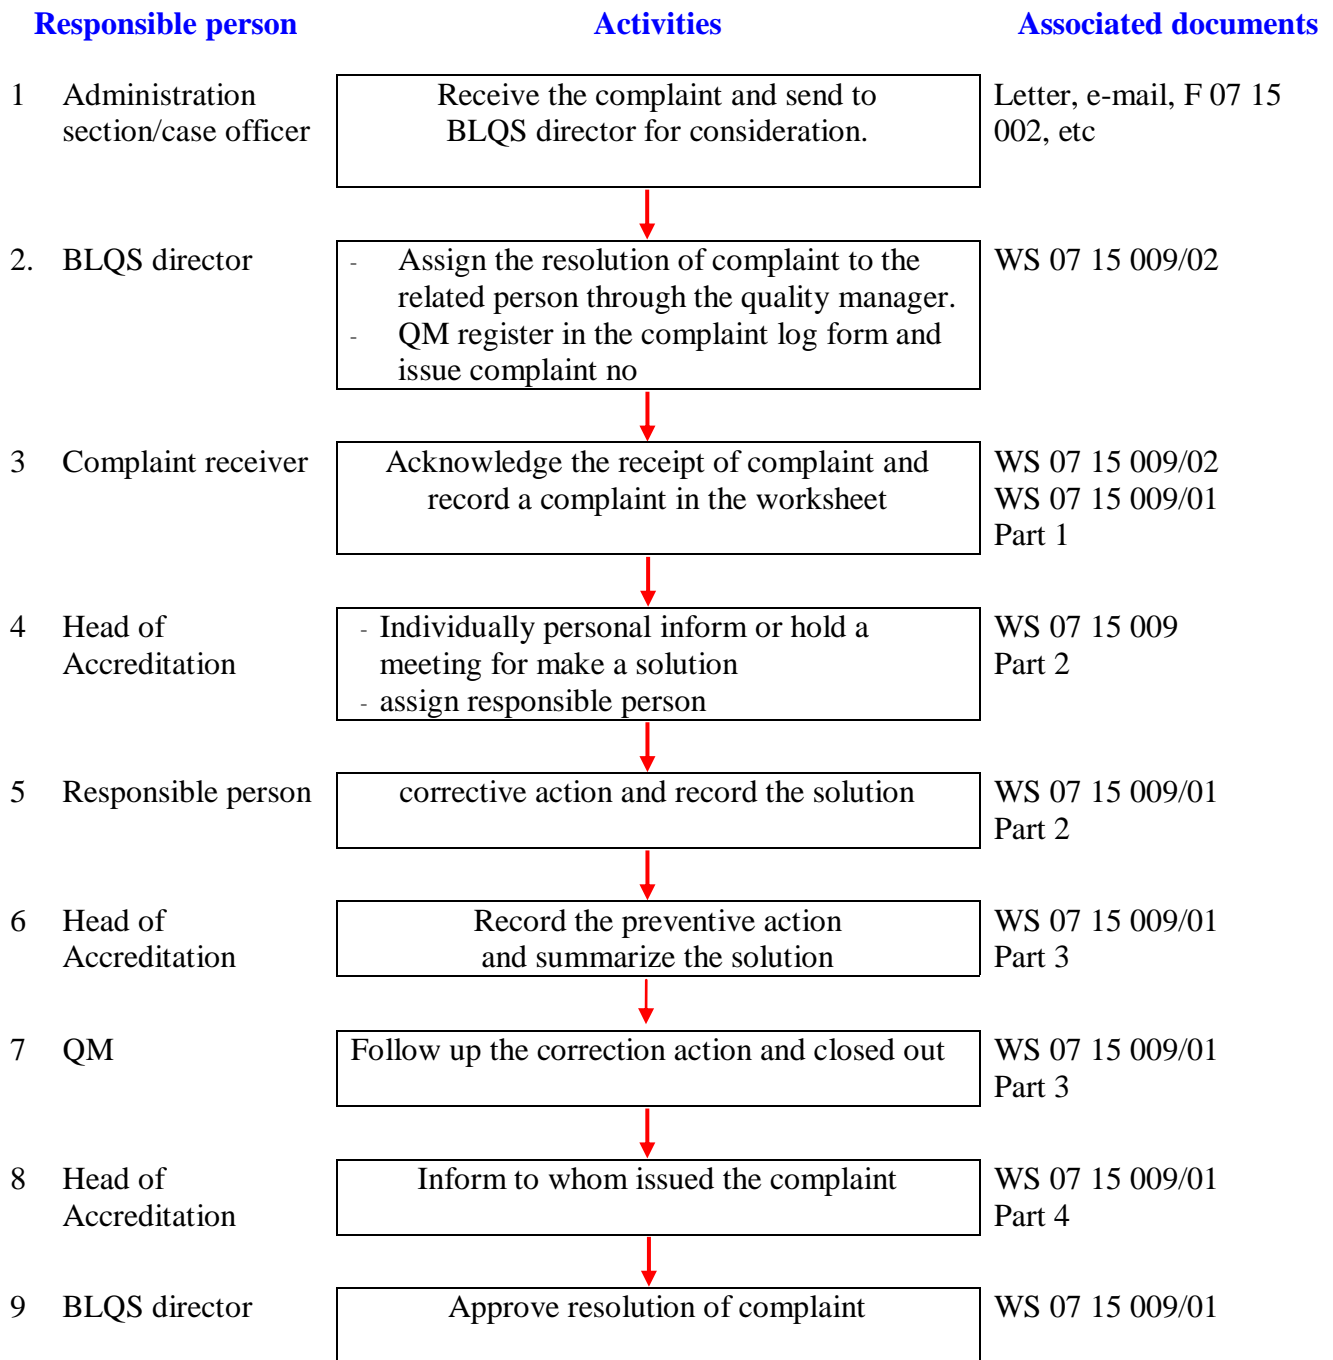 Responsible person Activities Associated documents
1 Administration section/case officer
Receive the complaint and send to
BLQS director for consideration.
Letter, e-mail, F 07 15
002, etc
2. BLQS director
- Assign the resolution of complaint to the
related person through the quality manager.
- QM register in the complaint log form and
issue complaint no
WS 07 15 009/02
3 Complaint receiver
Acknowledge the receipt of complaint and
record a complaint in the worksheet
WS 07 15 009/02
WS 07 15 009/01
Part 1
4 Head of
Accreditation
- Individually personal inform or hold a
meeting for make a solution
- assign responsible person
WS 07 15 009
Part 2
5 Responsible person
corrective action and record the solution
WS 07 15 009/01
Part 2
6 Head of
Accreditation
Record the preventive action
and summarize the solution
WS 07 15 009/01
Part 3
7 QM
Follow up the correction action and closed out
WS 07 15 009/01
Part 3
8 Head of
Accreditation
Inform to whom issued the complaint
WS 07 15 009/01
Part 4
9 BLQS director
Approve resolution of complaint
WS 07 15 009/01